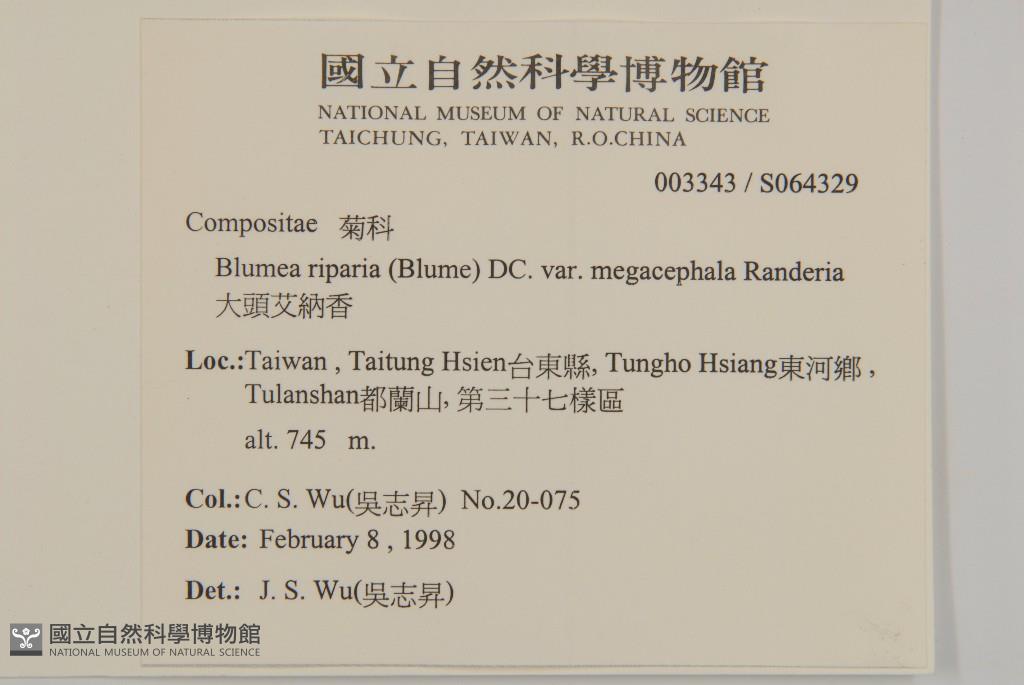 國立自然科學博物館
NATIONAL MUSEUM OF NATURAL SCIENCE
TAICHUNG, TAIWAN, R.O.CHINA
003343 / S064329
Compositae 菊科
Blumea riparia (Blume) DC. var. megacephala Randeria
大頭艾納香
Loc.:Taiwan , Taitung Hsien台東縣, Tungho Hsiang東河鄉 ,
Tulanshan都蘭山, 第三十七樣區
alt. 745 m.
Col.:C. S. Wu(吳志昇) No.20-075
Date: February 8 , 1998
Det.: J. S. Wu(吳志昇)
國立自然科學博物館
NATIONAL MUSEUM OF NATURAL SCIENCE